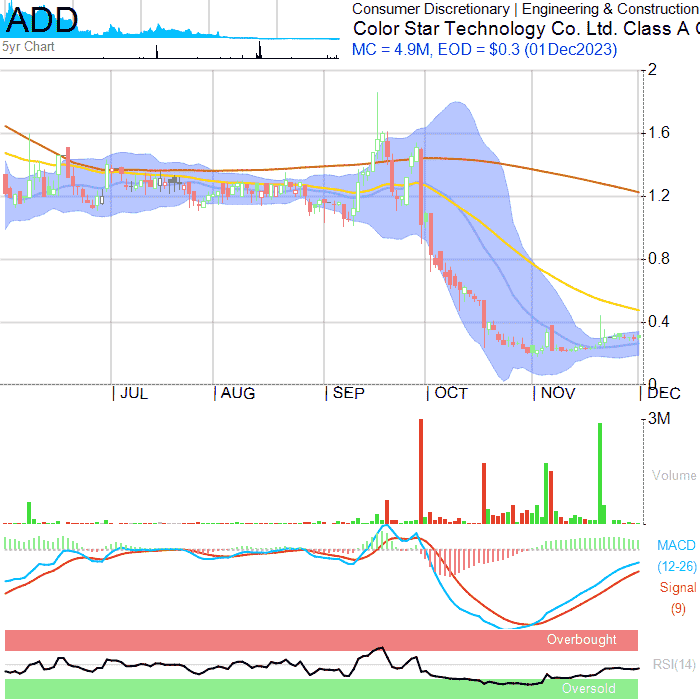 ADD
5yr Chart
Consumer Discretionary | Engineering & Construction
Color Star Technology Co. Ltd. Class A
MC = 4.9M, EOD = $0.3 (01Dec2023)
2
1.6
1.2
0.8
0.4
0
JUL AUG SEP OCT NOV DEC
3M
Volume
MACD
(12-26)
Signal
(9)
Overbought
RSI(14)
Oversold